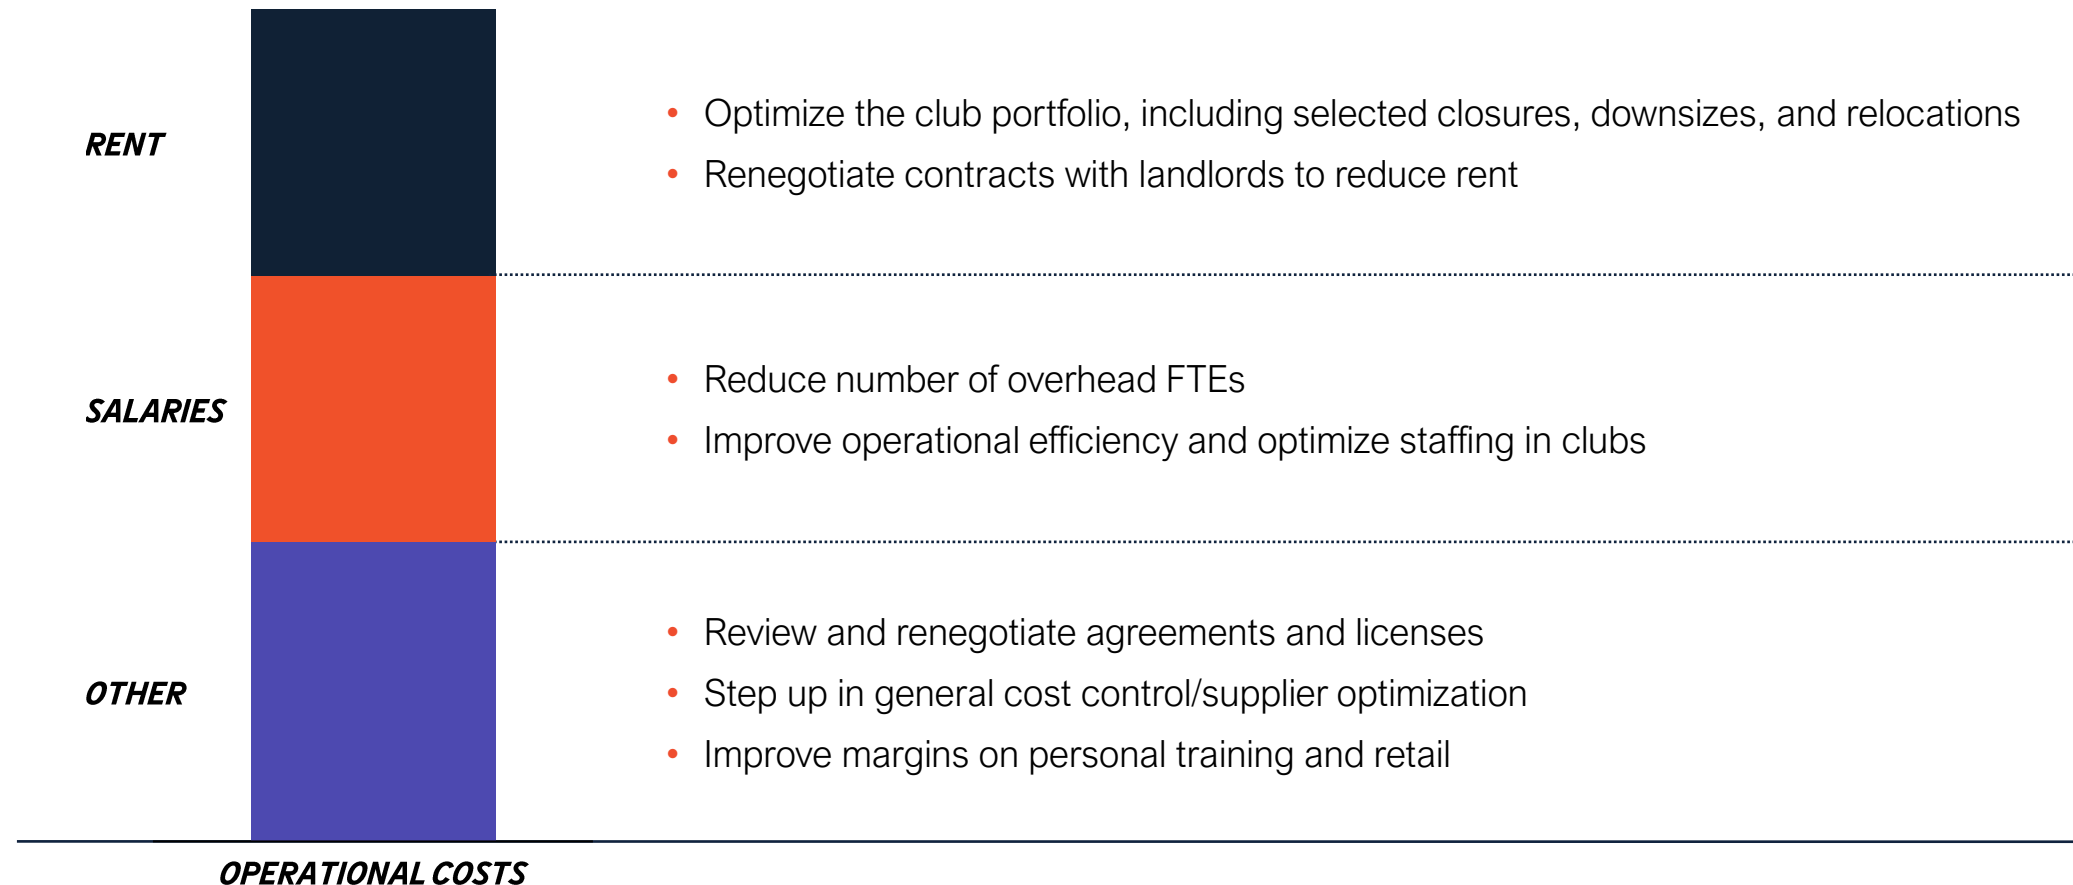 RENT
• Optimize the club portfolio, including selected closures, downsizes, and relocations
• Renegotiate contracts with landlords to reduce rent
SALARIES
• Reduce number of overhead FTEs
• Improve operational efficiency and optimize staffing in clubs
OTHER
• Review and renegotiate agreements and licenses
• Step up in general cost control/supplier optimization
• Improve margins on personal training and retail
OPERATIONAL COSTS